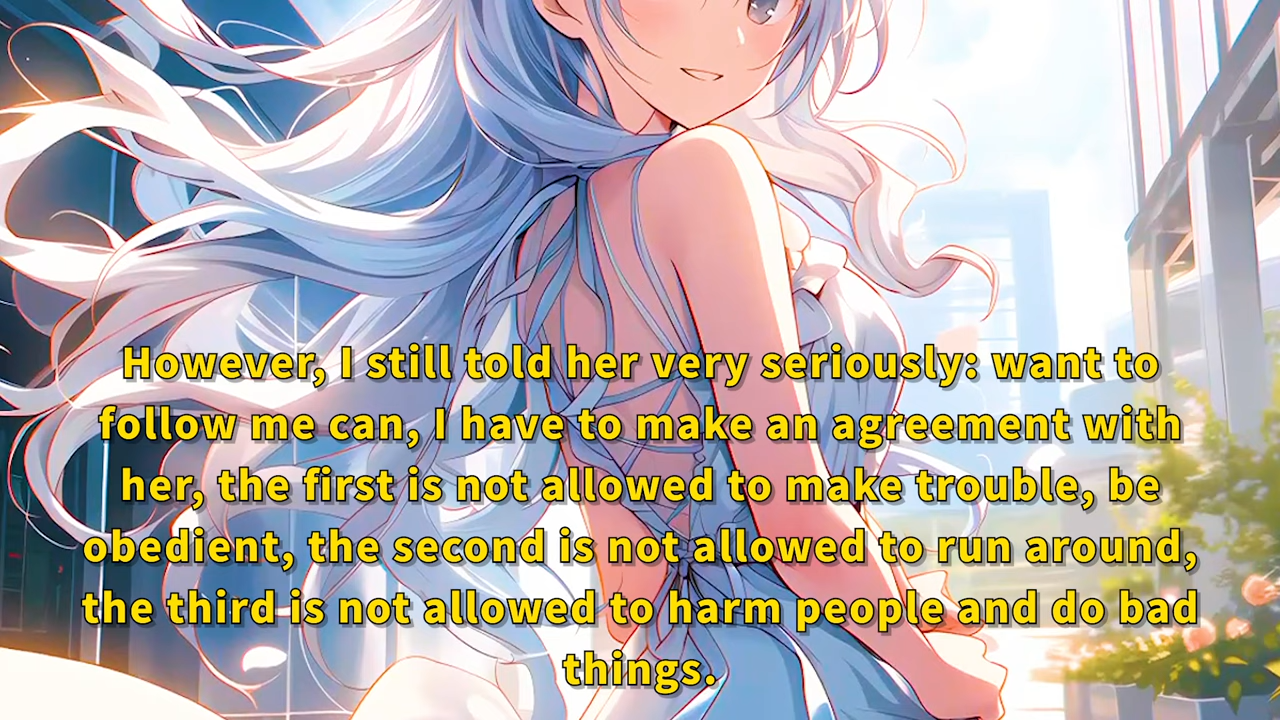 However, I still told her very seriously: want to
follow me can, I have to make an agreement with
her, the first is not allowed to make trouble, be
obedient, the second is not allowed to run around,
the third is not allowed to harm people and do bad
things.